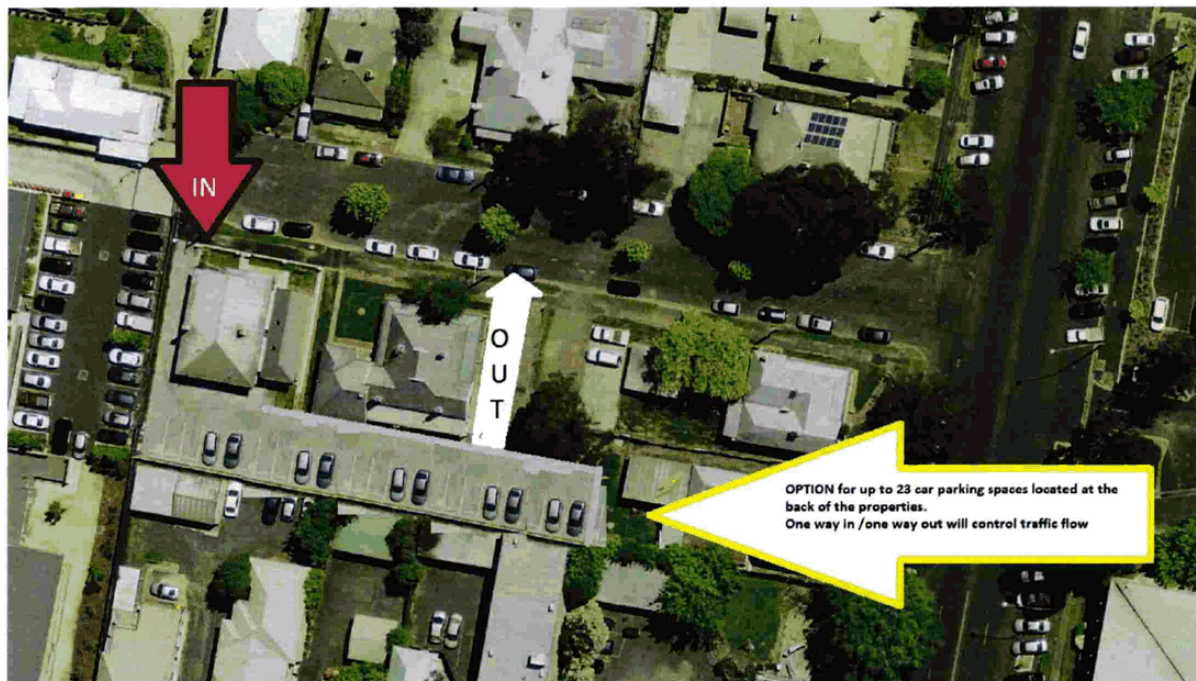 IN
OUT
OPTION for up to 23 car parking spaces located at the
back of the properties.
One way in /one way out will control traffic flow